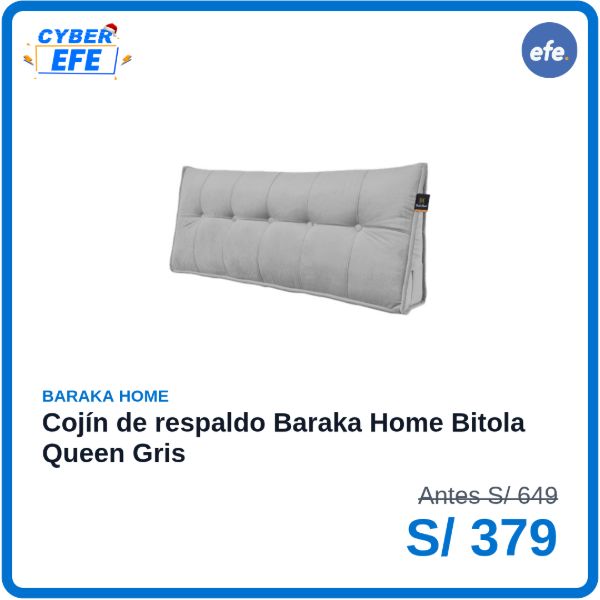 CYBER
EFE
efe.
BARAKA HOME
Cojín de respaldo Baraka Home Bitola
Queen Gris
Antes S/ 649
S/ 379